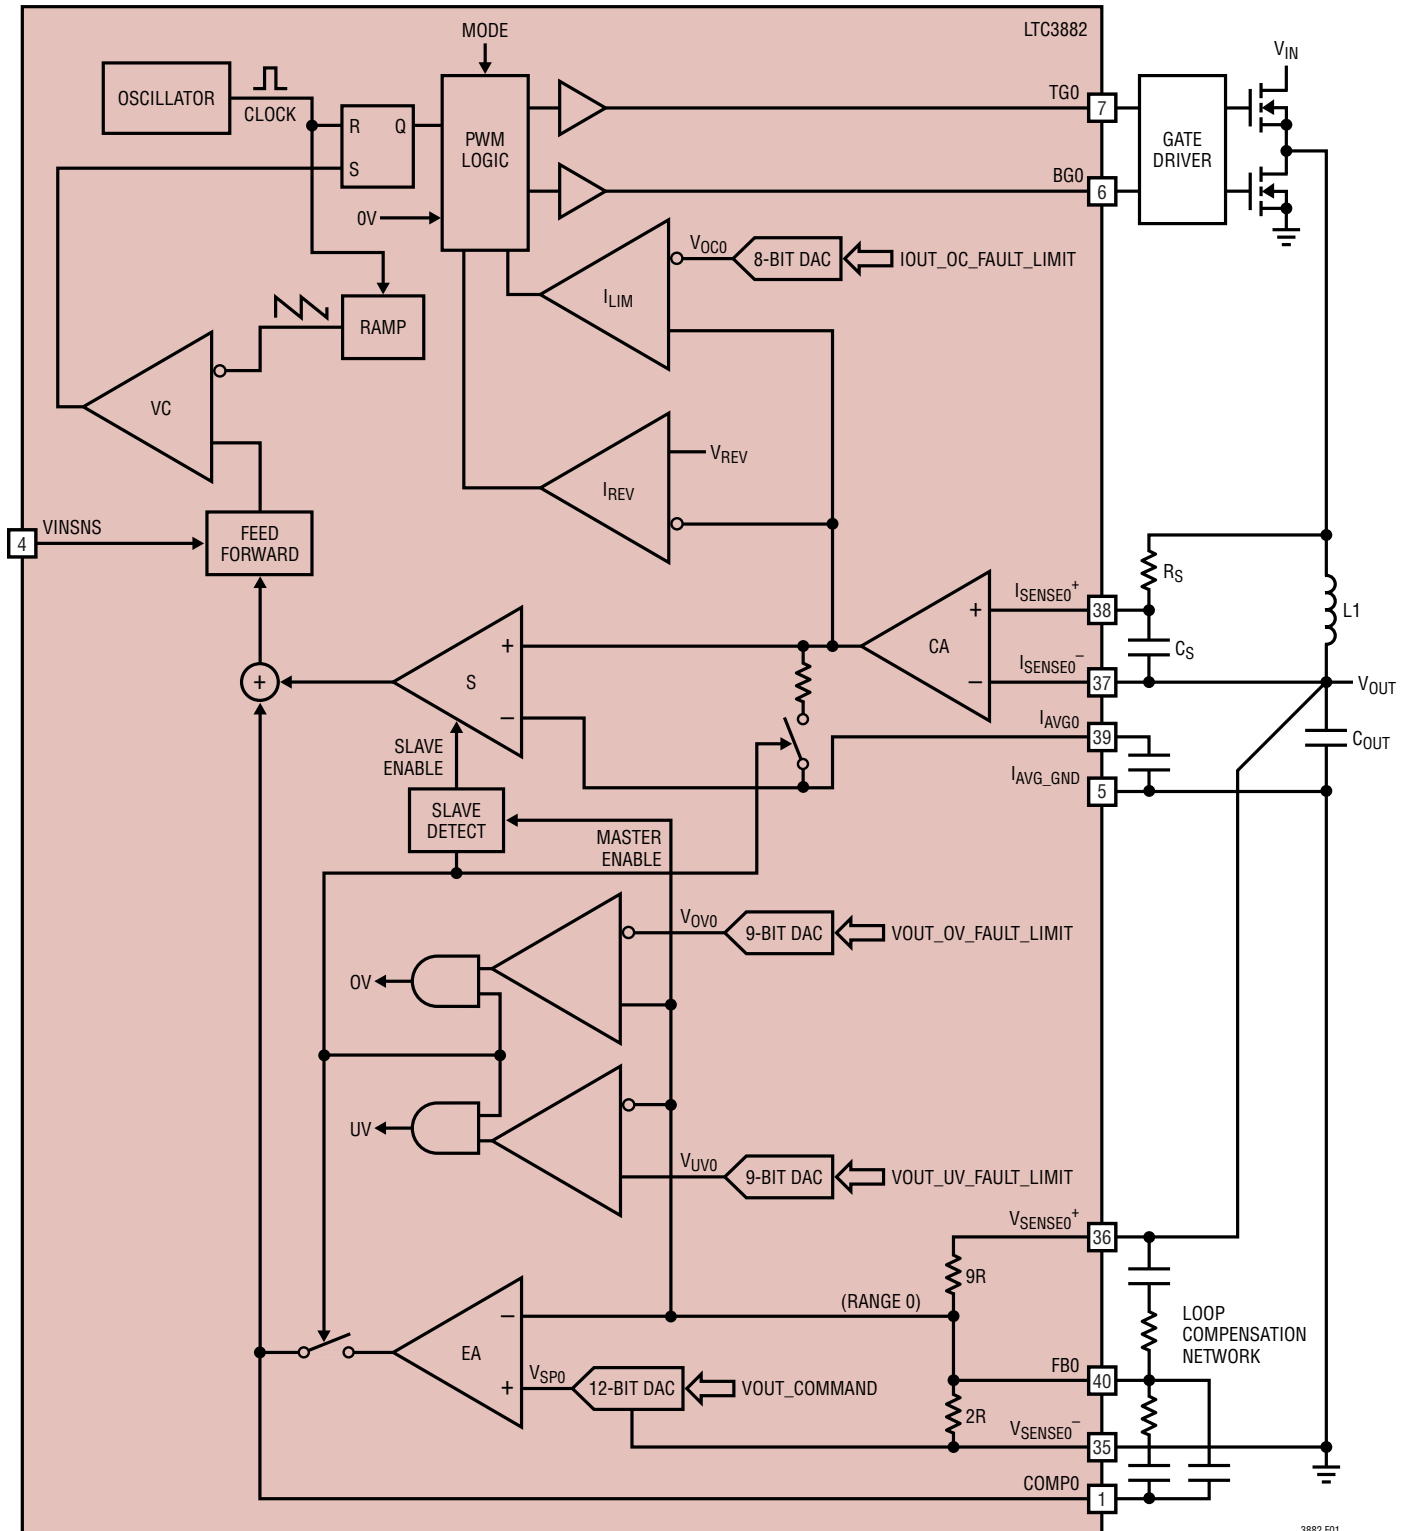 LTC3882
MODE
V_IN
OSCILLATOR
CLOCK
R
Q
S
PWM
LOGIC
TG0
7
GATE
DRIVER
BG0
6
0V
V_OC0
8-BIT DAC
IOUT_OC_FAULT_LIMIT
I_LIM
RAMP
VC
V_REV
I_REV
4
VINSNS
FEED
FORWARD
R_S
I_SENSE0^+
38
L1
+
CA
C_S
+
S
+
I_SENSE0^–
37
–
V_OUT
–
I_AVG0
39
C_OUT
SLAVE
ENABLE
I_AVG_GND
5
SLAVE
DETECT
MASTER
ENABLE
V_OV0
9-BIT DAC
VOUT_OV_FAULT_LIMIT
OV
UV
V_UV0
9-BIT DAC
VOUT_UV_FAULT_LIMIT
V_SENSE0^+
36
9R
(RANGE 0)
–
LOOP
COMPENSATION
NETWORK
EA
FB0
40
+
V_SP0
12-BIT DAC
VOUT_COMMAND
2R
V_SENSE0^–
35
COMP0
1
3882 F01